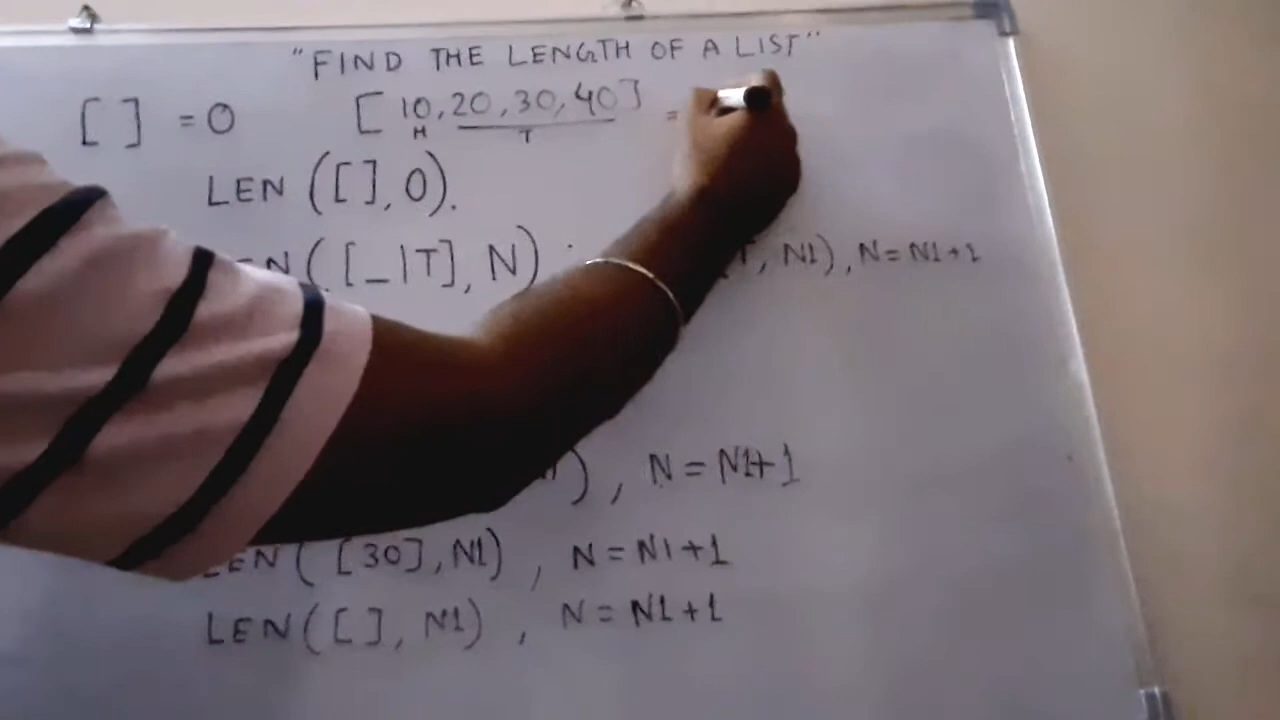 "FIND THE LENGTH OF A LIST"
[ ] = 0 [ 10, 20, 30, 40 ] =
H T
LEN ([ ], 0).
([_|T], N) , N1), N = N1+1
), N = N1+1
LEN ( [30], N1) , N = N1+1
LEN ([ ], N1) , N = N1+1